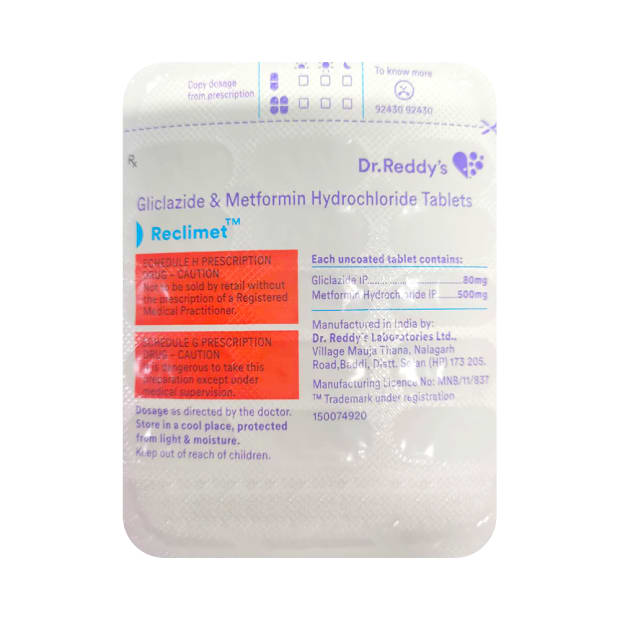 Copy dosage
from prescription
To know more
92430 92430
Rx
Dr.Reddy's
Gliclazide & Metformin Hydrochloride Tablets
Reclimet™
SCHEDULE H PRESCRIPTION
DRUG - CAUTION
Not to be sold by retail without
the prescription of a Registered
Medical Practitioner.
SCHEDULE G PRESCRIPTION
DRUG - CAUTION
It is dangerous to take this
preparation except under
medical supervision.
Dosage as directed by the doctor.
Store in a cool place, protected
from light & moisture.
Keep out of reach of children.
Each uncoated tablet contains:
Gliclazide IP..................80mg
Metformin Hydrochloride IP.....500mg
Manufactured in India by:
Dr. Reddy's Laboratories Ltd.,
Village Mauja Thana, Nalagarh
Road,Baddi, Distt. Solan (HP) 173 205.
Manufacturing Licence No: MNB/11/837
™ Trademark under registration
150074920